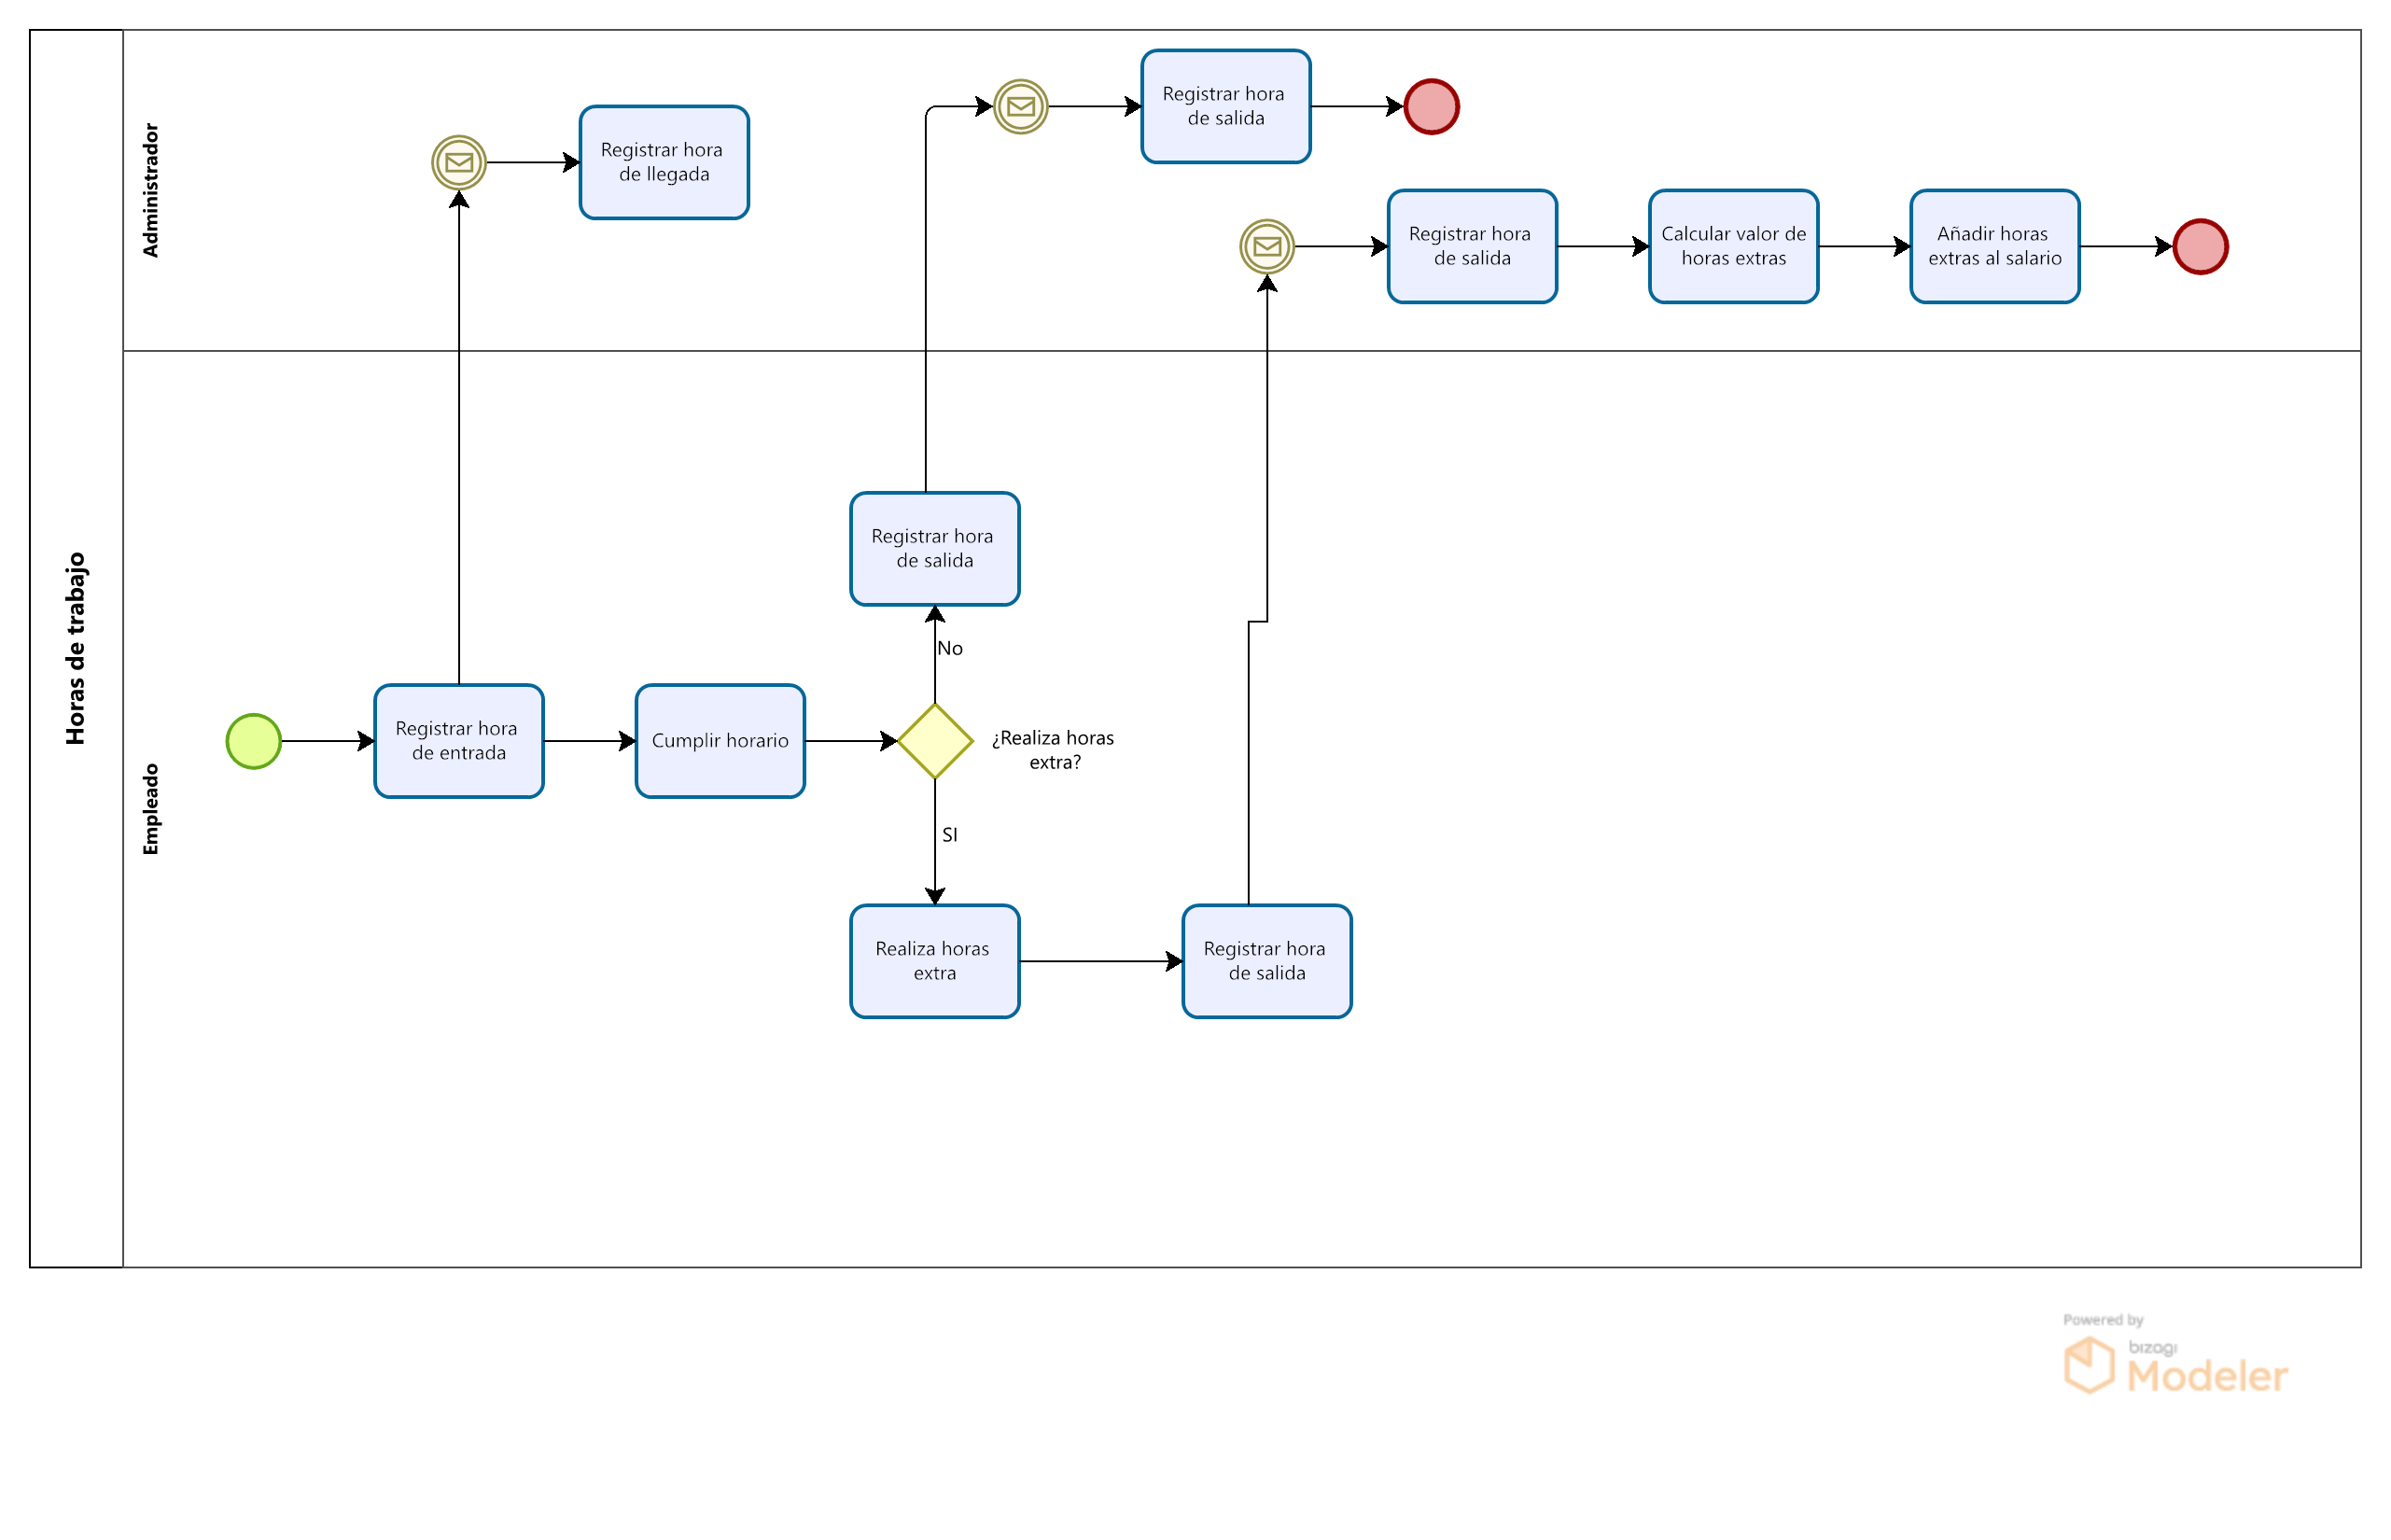 Horas de trabajo
Administrador
Registrar hora
de llegada
Registrar hora
de salida
Registrar hora
de salida
Calcular valor de
horas extras
Añadir horas
extras al salario
Empleado
Registrar hora
de entrada
Cumplir horario
¿Realiza horas
extra?
No
Registrar hora
de salida
SI
Realiza horas
extra
Registrar hora
de salida
Powered by
bizagi
Modeler